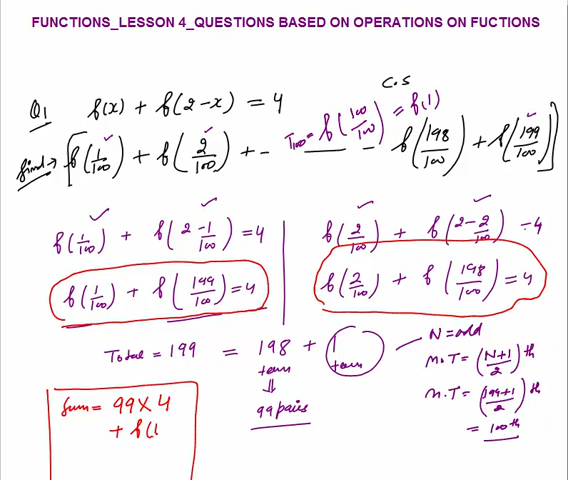 FUNCTIONS_LESSON 4_QUESTIONS BASED ON OPERATIONS ON FUCTIONS
C.S
Q1 f(x) + f(2-x) = 4
T100 = f(100/100) = f(1)
find → [f(1/100) + f(2/100) + - — - f(198/100) + f(199/100)]
f(1/100) + f(2-1/100) = 4
f(2/100) + f(2-2/100) = 4
f(1/100) + f(199/100) = 4
f(2/100) + f(198/100) = 4
Total = 199 = 198 + 1
term term
⇓
99 pairs
N = odd
M.T = (N+1/2)th
M.T = (199+1/2)th
= 100th
Sum = 99 × 4
+ f(1